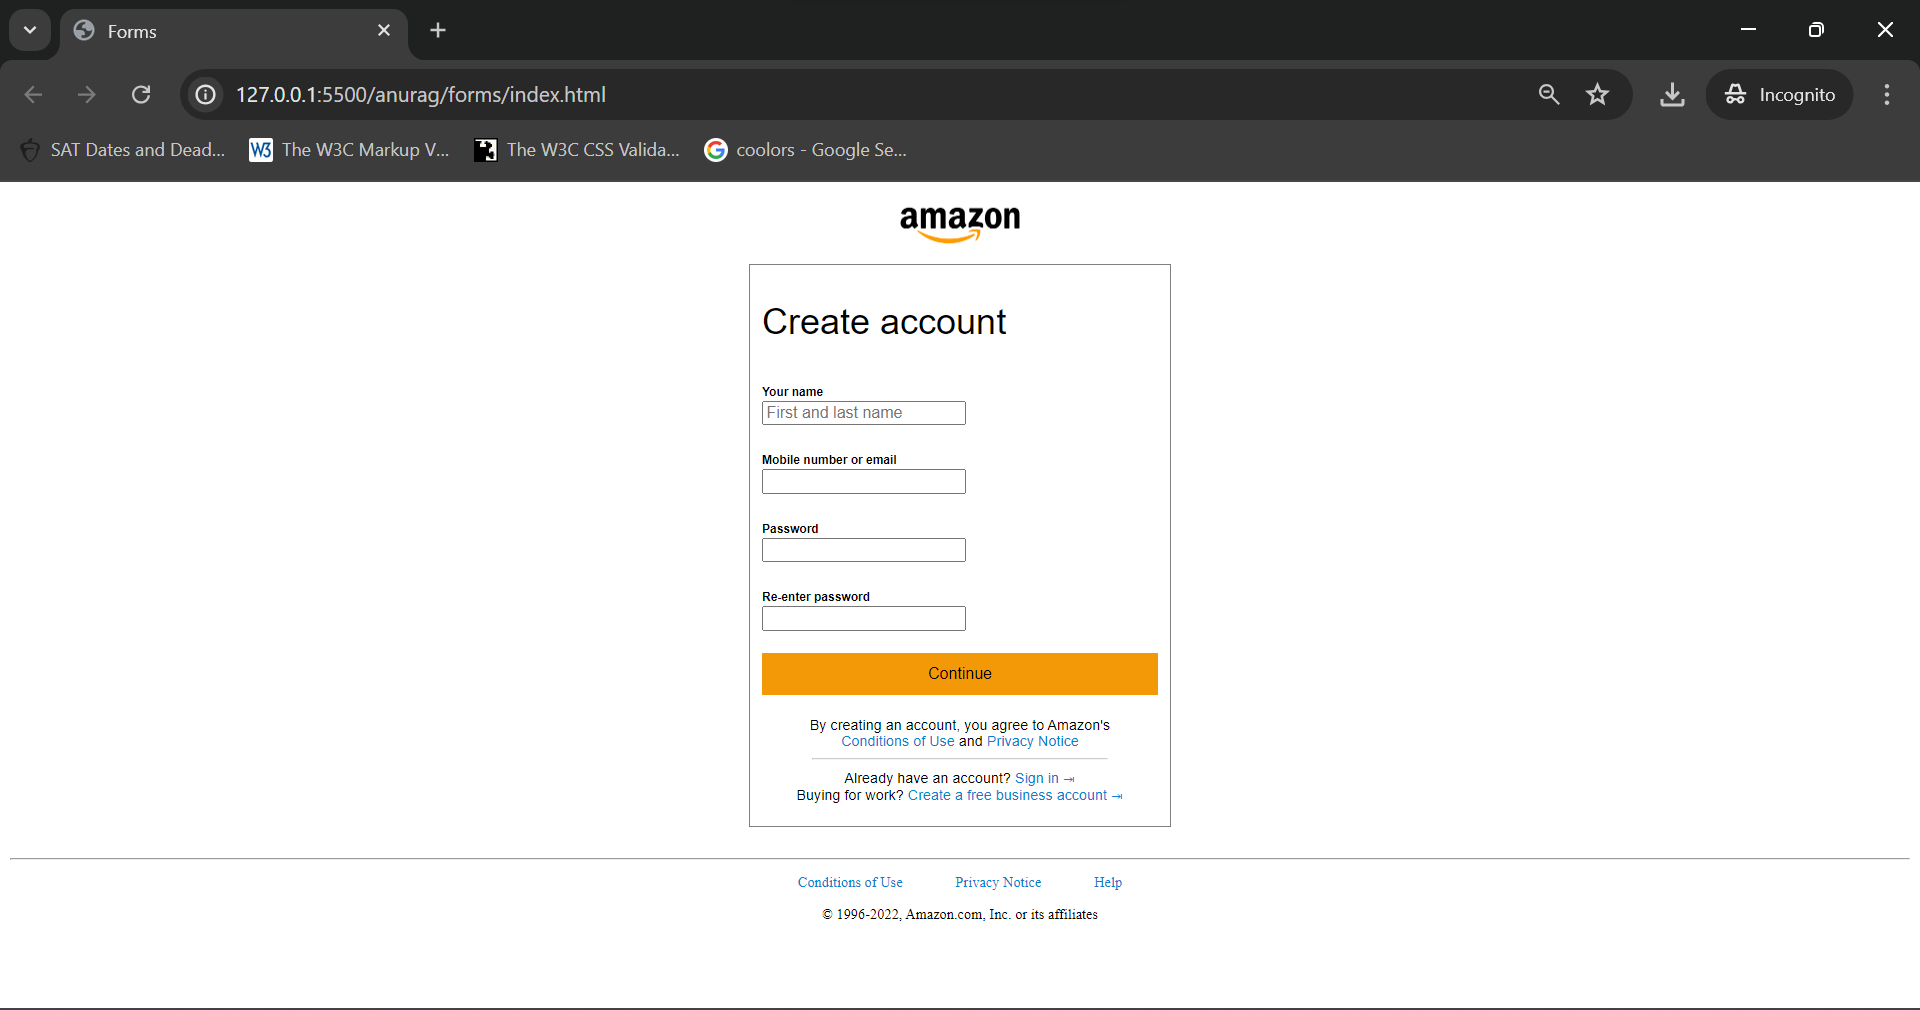 Forms
127.0.0.1:5500/anurag/forms/index.html
Incognito
SAT Dates and Dead...
W3 The W3C Markup V...
The W3C CSS Valida...
G coolors - Google Se...
amazon
Create account
Your name
First and last name
Mobile number or email
Password
Re-enter password
Continue
By creating an account, you agree to Amazon's
Conditions of Use and Privacy Notice
Already have an account? Sign in ⇥
Buying for work? Create a free business account ⇥
Conditions of Use Privacy Notice Help
© 1996-2022, Amazon.com, Inc. or its affiliates